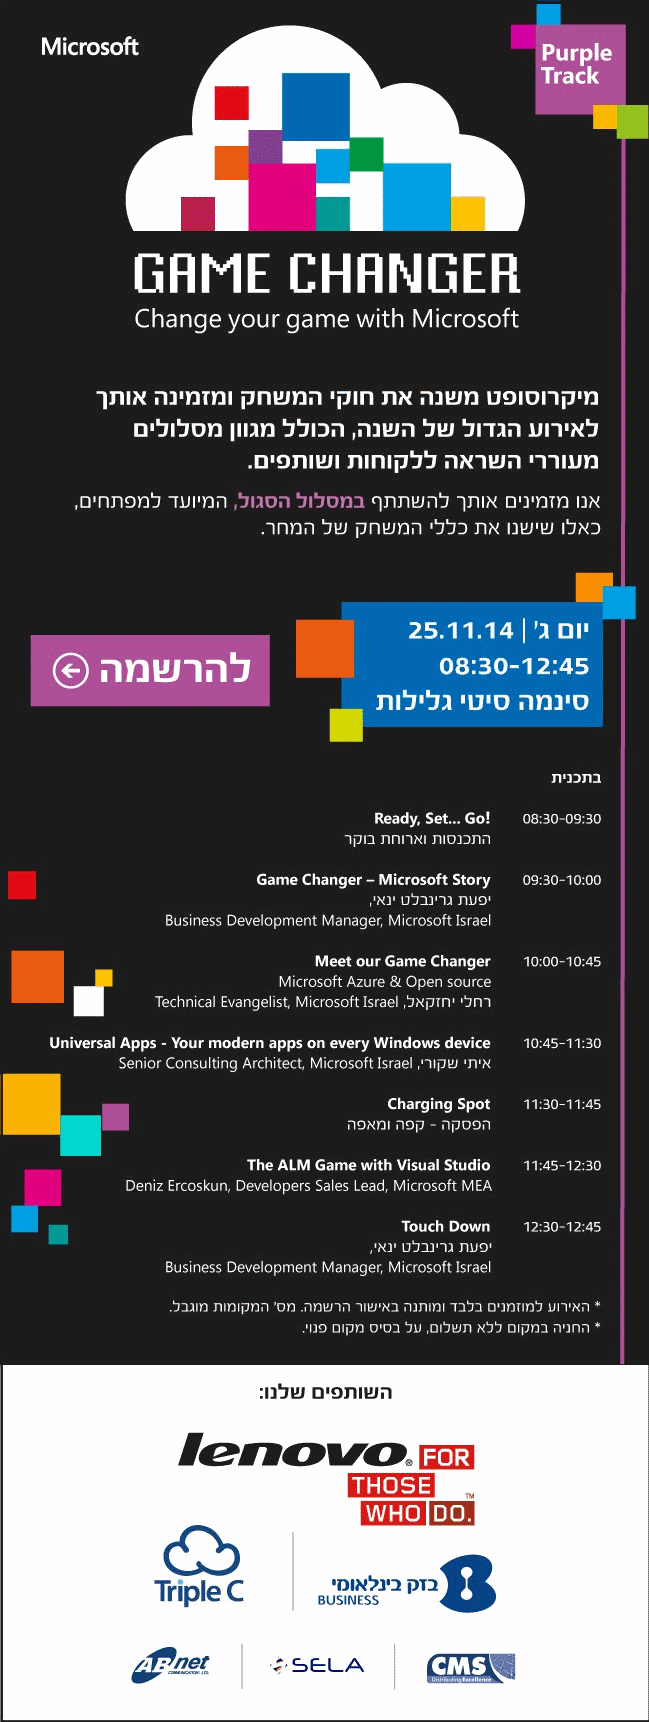 Microsoft
Purple
Track
GAME CHANGER
Change your game with Microsoft
מיקרוסופט משנה את חוקי המשחק ומזמינה אותך
לאירוע הגדול של השנה, הכולל מגוון מסלולים
מעוררי השראה ללקוחות ושותפים.
אנו מזמינים אותך להשתתף במסלול הסגול, המיועד למפתחים,
כאלו שישנו את כללי המשחק של המחר.
יום ג' | 25.11.14
08:30-12:45
סינמה סיטי גלילות
להרשמה
בתכנית
08:30-09:30 Ready, Set... Go!
התכנסות וארוחת בוקר
09:30-10:00 Game Changer – Microsoft Story
יפעת גרינבלט ינאי,
Business Development Manager, Microsoft Israel
10:00-10:45 Meet our Game Changer
Microsoft Azure & Open source
רחלי יחזקאל, Technical Evangelist, Microsoft Israel
10:45-11:30 Universal Apps - Your modern apps on every Windows device
איתי שקורי, Senior Consulting Architect, Microsoft Israel
11:30-11:45 Charging Spot
הפסקה - קפה ומאפה
11:45-12:30 The ALM Game with Visual Studio
Deniz Ercoskun, Developers Sales Lead, Microsoft MEA
12:30-12:45 Touch Down
יפעת גרינבלט ינאי,
Business Development Manager, Microsoft Israel
* האירוע למוזמנים בלבד ומותנה באישור הרשמה. מס' המקומות מוגבל.
* החניה במקום ללא תשלום, על בסיס מקום פנוי.
השותפים שלנו:
lenovo® FOR
THOSE
WHO DO.™
Triple C
בזק בינלאומי
BUSINESS
ABnet
COMMUNICATIONS LTD.
SELA
CMS
Distributing Excellence